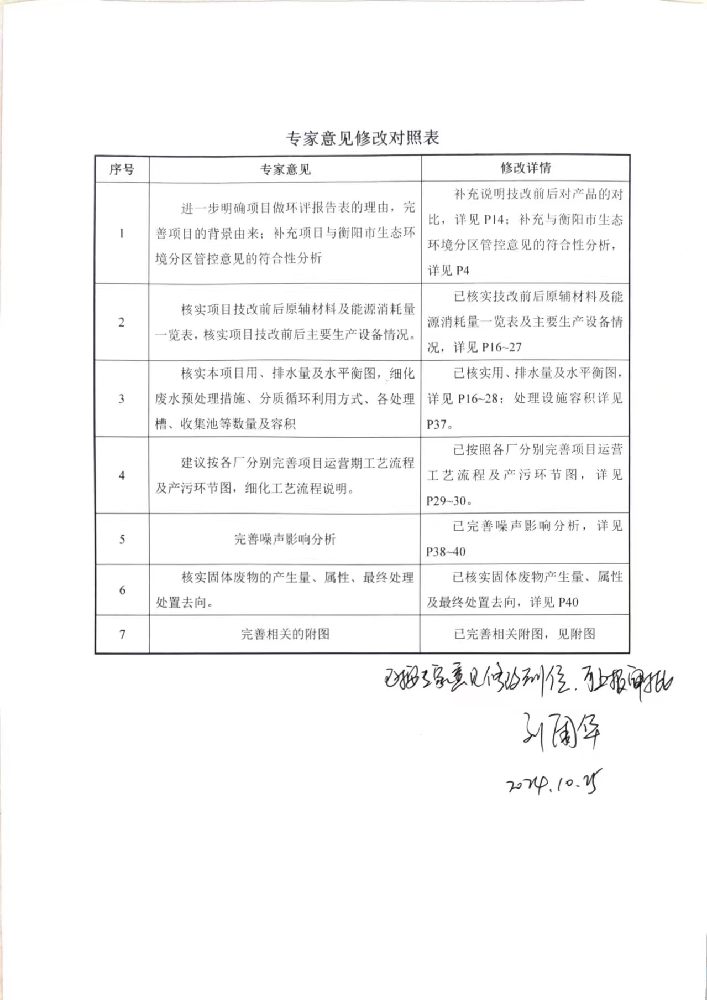 专家意见修改对照表
序号 专家意见 修改详情
1
进一步明确项目做环评报告表的理由，完
善项目的背景由来；补充项目与衡阳市生态环
境分区管控意见的符合性分析
补充说明技改前后对产品的对
比，详见 P14；补充与衡阳市生态
环境分区管控意见的符合性分析，
详见 P4
2
核实项目技改前后原辅材料及能源消耗量
一览表，核实项目技改前后主要生产设备情况。
已核实技改前后原辅材料及能
源消耗量一览表及主要生产设备情
况，详见 P16~27
3
核实本项目用、排水量及水平衡图，细化
废水预处理措施、分质循环利用方式、各处理
槽、收集池等数量及容积
已核实用、排水量及水平衡图，
详见 P16~28；处理设施容积详见
P37。
4
建议按各厂分别完善项目运营期工艺流程
及产污环节图，细化工艺流程说明。
已按照各厂分别完善项目运营
工艺流程及产污环节图，详见
P29~30。
5
完善噪声影响分析
已完善噪声影响分析，详见
P38~40
6
核实固体废物的产生量、属性、最终处理
处置去向。
已核实固体废物产生量、属性
及最终处置去向，详见 P40
7
完善相关的附图
已完善相关附图，见附图
已按专家意见修改到位，可上报审批
2024.10.25